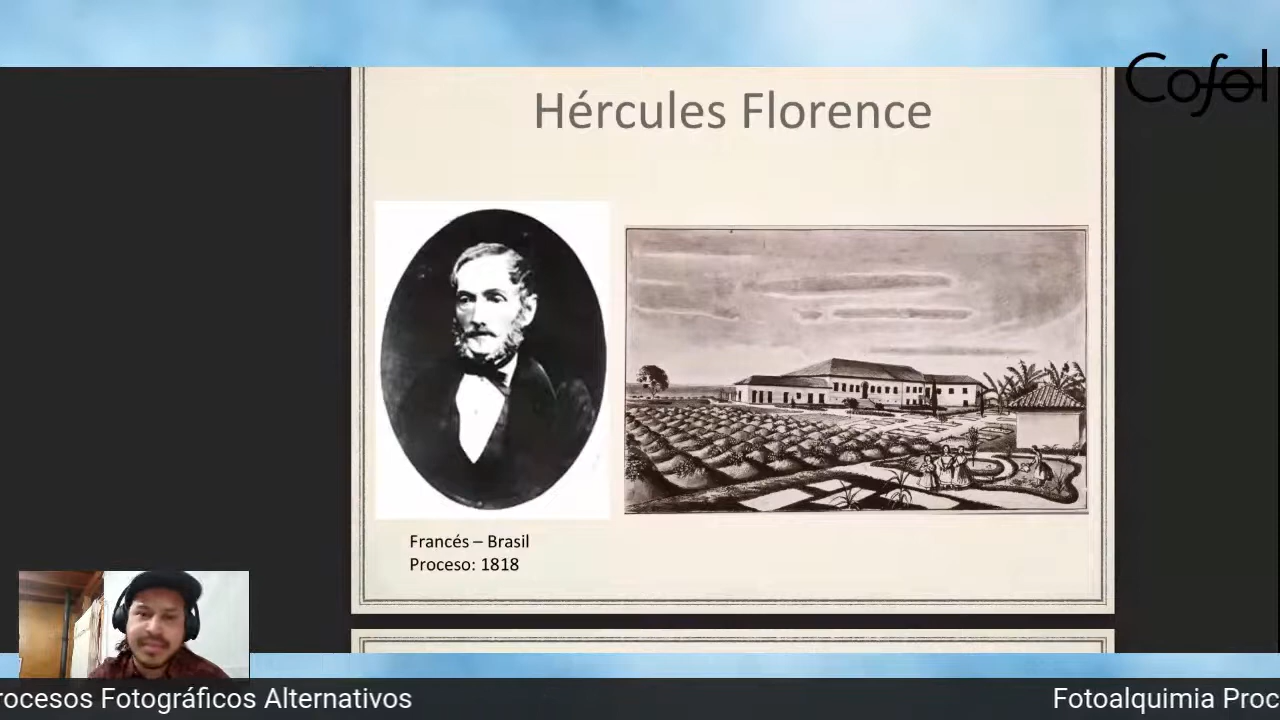 Cofol
Hércules Florence
Francés – Brasil
Proceso: 1818
rocesos Fotográficos Alternativos
Fotoalquimia Proc